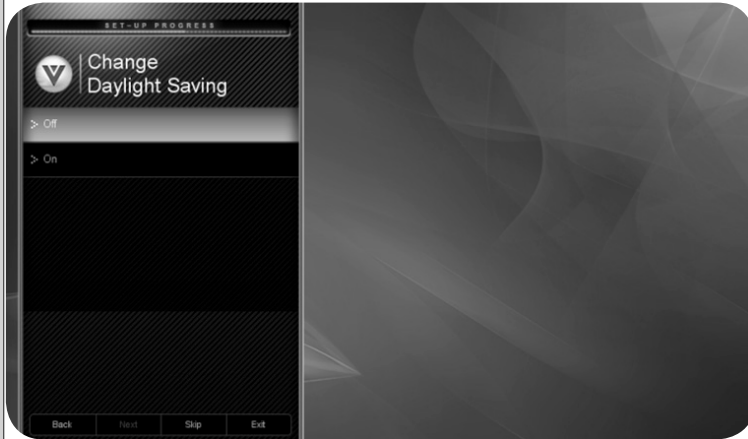 SET-UP PROGRESS
Change
Daylight Saving
> Off
> On
Back Next Skip Exit